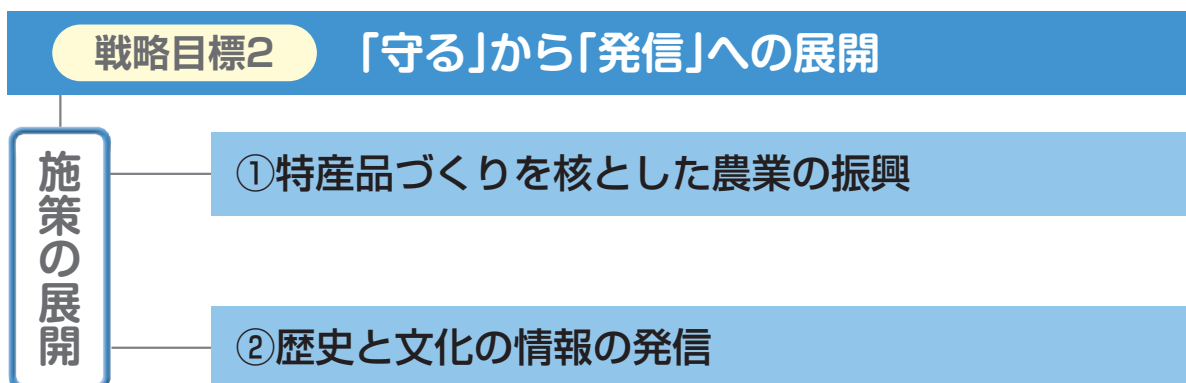 戦略目標2 「守る」から「発信」への展開
施策の展開
①特産品づくりを核とした農業の振興
②歴史と文化の情報の発信